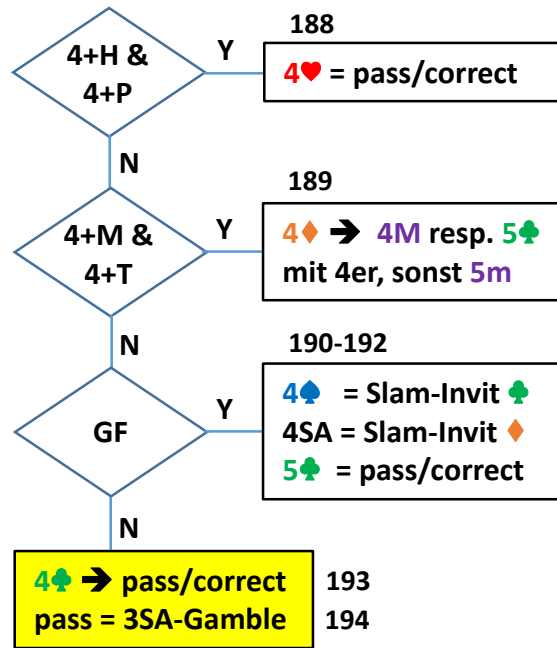 188
4+H &
4+P
Y
4♥ = pass/correct
N
189
4+M &
4+T
Y
4♦ ➔ 4M resp. 5♣
mit 4er, sonst 5m
N
190-192
GF
Y
4♠ = Slam-Invit ♣
4SA = Slam-Invit ♦
5♣ = pass/correct
N
4♣ ➔ pass/correct 193
pass = 3SA-Gamble 194